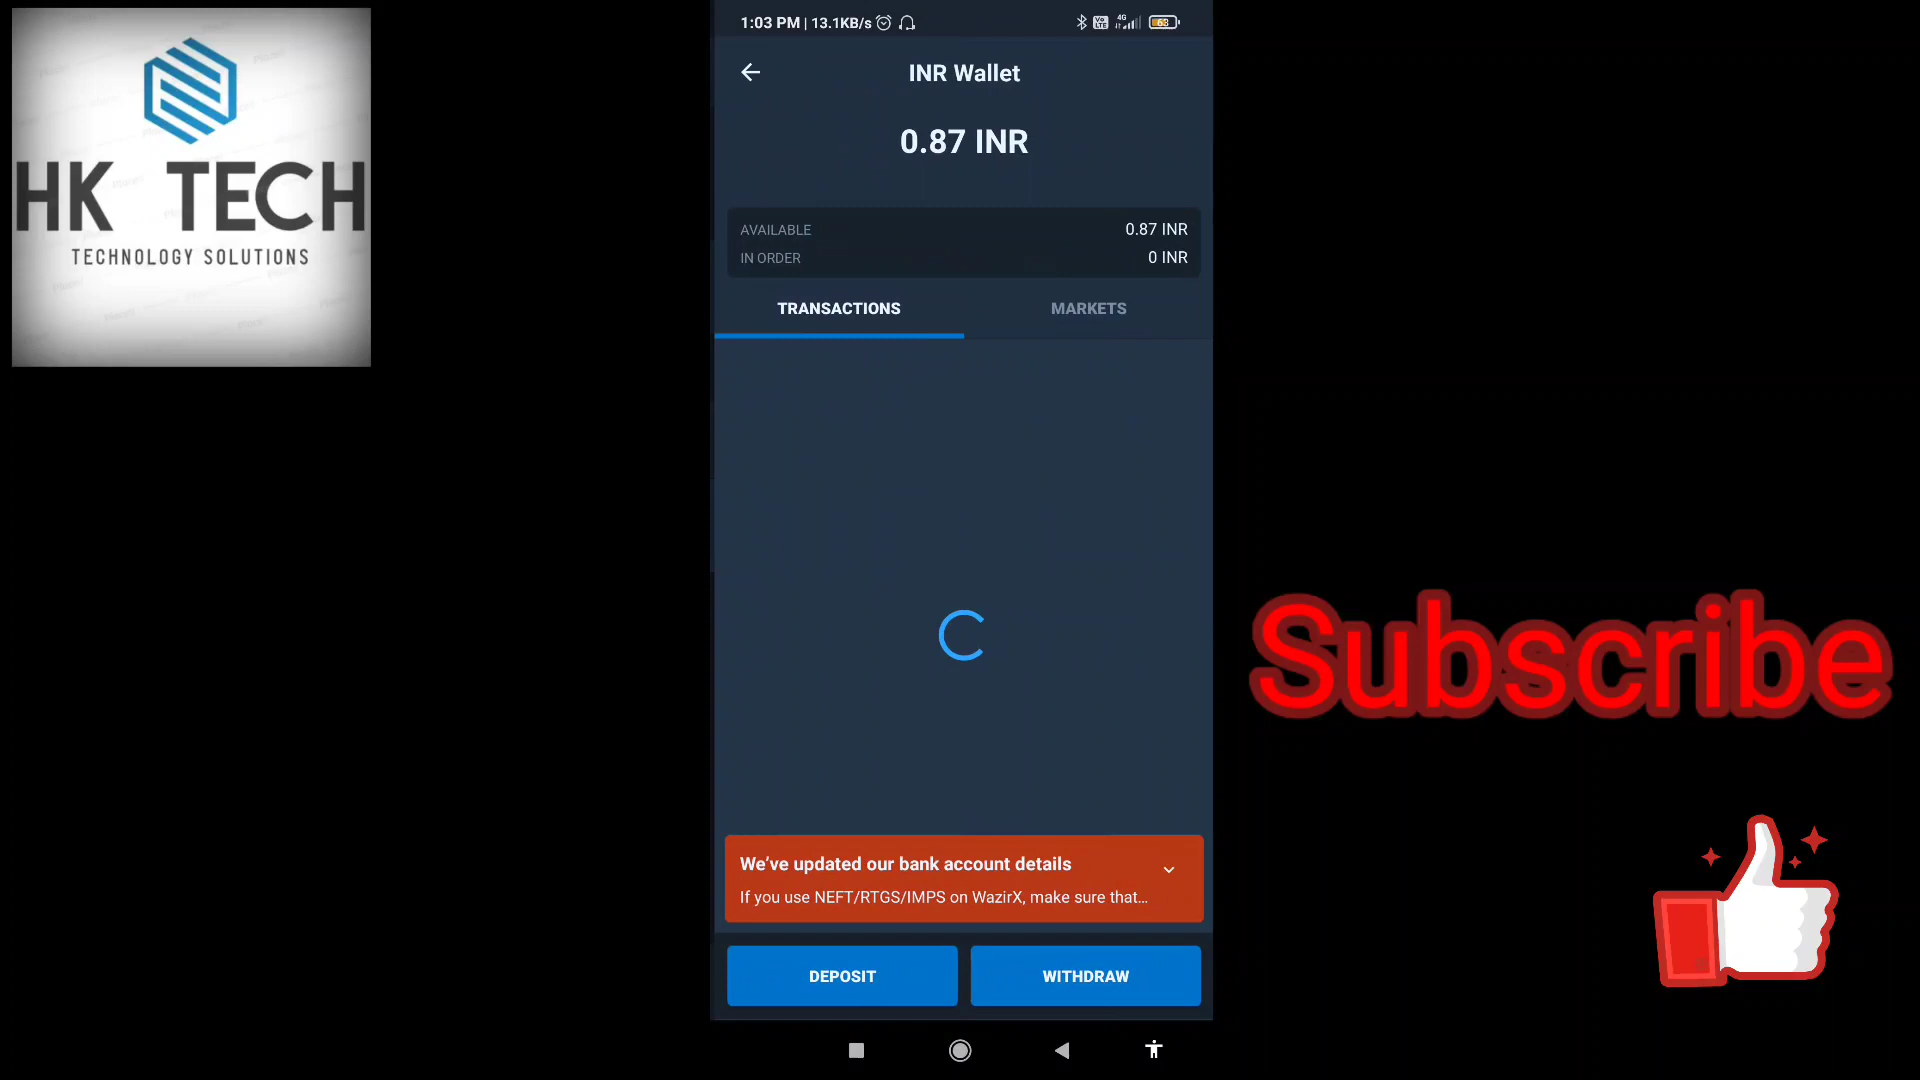 HK TECH
TECHNOLOGY SOLUTIONS
1:03 PM | 13.1KB/s
4G
63
INR Wallet
0.87 INR
AVAILABLE 0.87 INR
IN ORDER 0 INR
TRANSACTIONS MARKETS
We've updated our bank account details
If you use NEFT/RTGS/IMPS on WazirX, make sure that...
DEPOSIT WITHDRAW
Subscribe